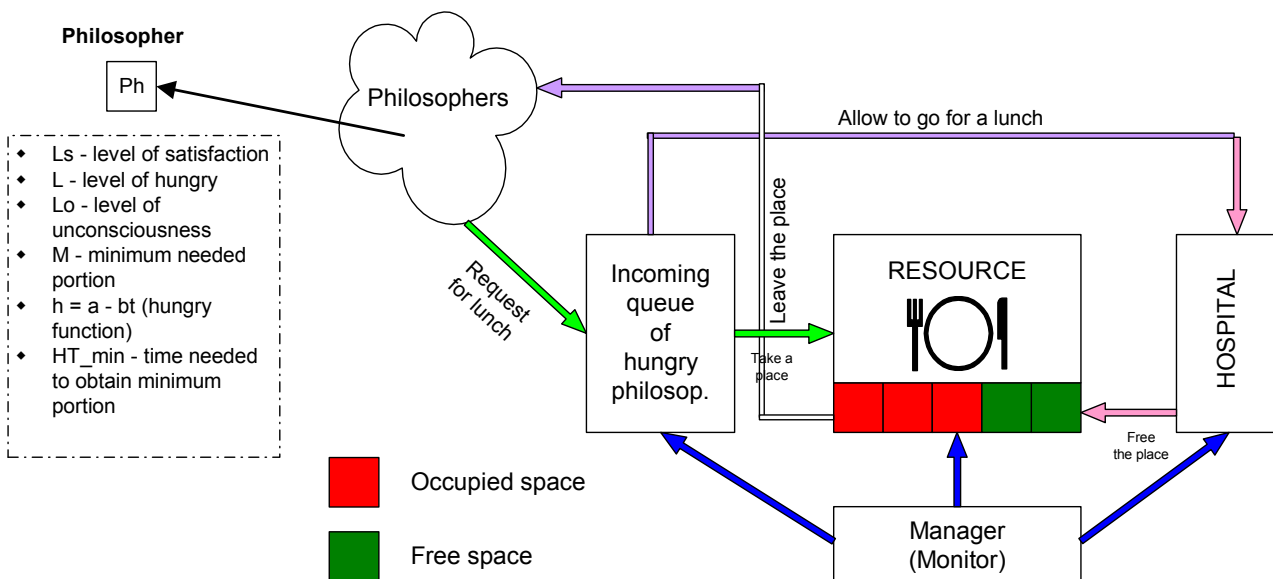 Philosopher
Ph
Philosophers
◆ Ls - level of satisfaction
◆ L - level of hungry
◆ Lo - level of
unconsciousness
◆ M - minimum needed
portion
◆ h = a - bt (hungry
function)
◆ HT_min - time needed
to obtain minimum
portion
Request
for lunch
Allow to go for a lunch
Leave the place
Incoming
queue
of
hungry
philosop.
Take a
place
RESOURCE
HOSPITAL
Free
the place
Occupied space
Free space
Manager
(Monitor)